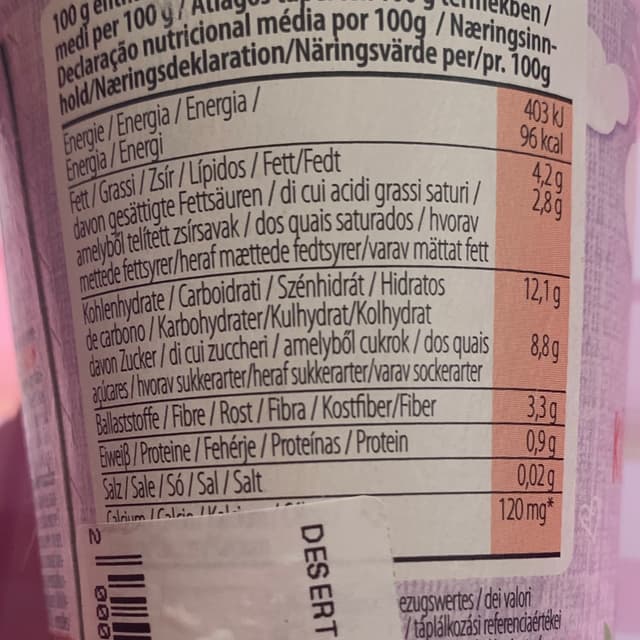 100 g
medi per 100 g / Átlagos
Declaração nutricional média por 100g / Næringsinn-
hold/Næringsdeklaration/Näringsvärde per/pr. 100g
Energie / Energia / Energia /
Energia / Energi
403 kJ
96 kcal
Fett / Grassi / Zsír / Lípidos / Fett/Fedt 4,2 g
davon gesättigte Fettsäuren / di cui acidi grassi saturi / 2,8 g
amelyből telített zsírsavak / dos quais saturados / hvorav
mettede fettsyrer/heraf mættede fedtsyrer/varav mättat fett
Kohlenhydrate / Carboidrati / Szénhidrát / Hidratos 12,1 g
de carbono / Karbohydrater/Kulhydrat/Kolhydrat
davon Zucker / di cui zuccheri / amelyből cukrok / dos quais 8,8 g
açúcares / hvorav sukkerarter/heraf sukkerarter/varav sockerarter
Ballaststoffe / Fibre / Rost / Fibra / Kostfiber/Fiber 3,3 g
Eiweiß / Proteine / Fehérje / Proteínas / Protein 0,9 g
Salz / Sale / Só / Sal / Salt 0,02 g
Calcium / Calcio / 120 mg*
DESERT
2 000
ezugswertes / dei valori
/ táplálkozási referenciaértékei